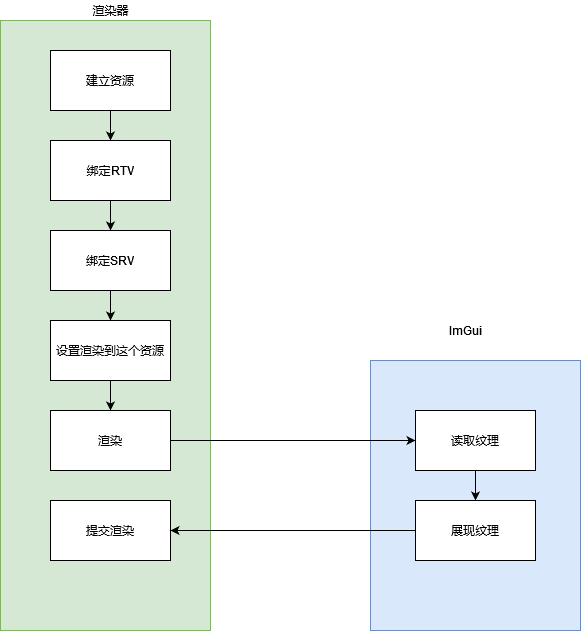 渲染器
建立资源
绑定RTV
绑定SRV
设置渲染到这个资源
渲染
提交渲染
ImGui
读取纹理
展现纹理